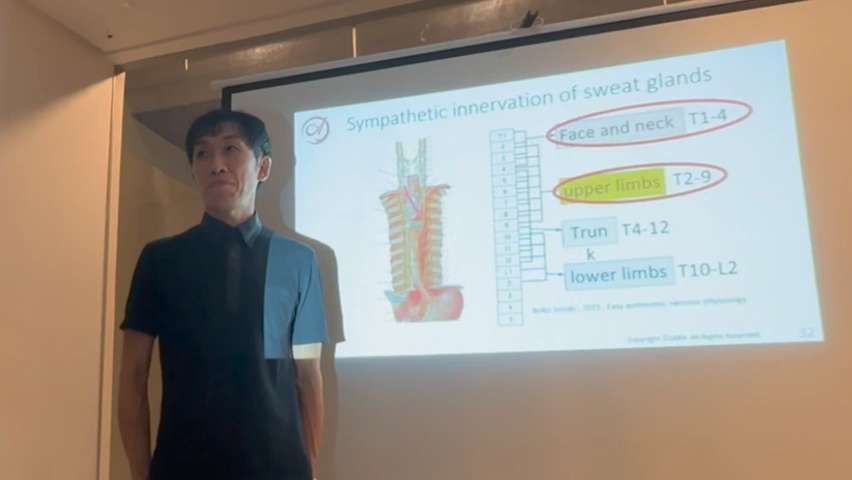 Sympathetic innervation of sweat glands
Face and neck T1-4
upper limbs T2-9
Trun T4-12
k
lower limbs T10-L2
Copyright All Rights Reserved
32